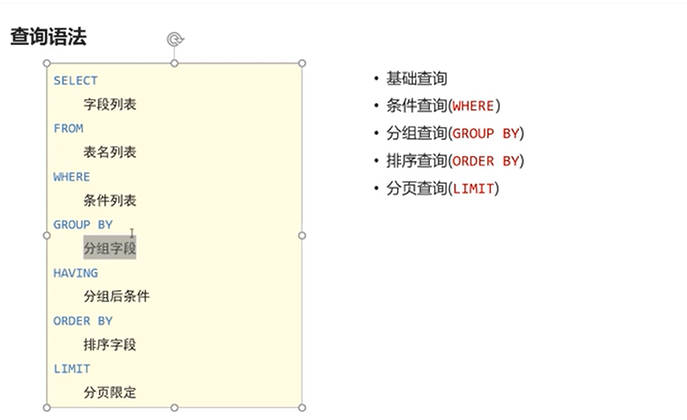 查询语法
SELECT
字段列表
FROM
表名列表
WHERE
条件列表
GROUP BY
分组字段
HAVING
分组后条件
ORDER BY
排序字段
LIMIT
分页限定
• 基础查询
• 条件查询(WHERE)
• 分组查询(GROUP BY)
• 排序查询(ORDER BY)
• 分页查询(LIMIT)